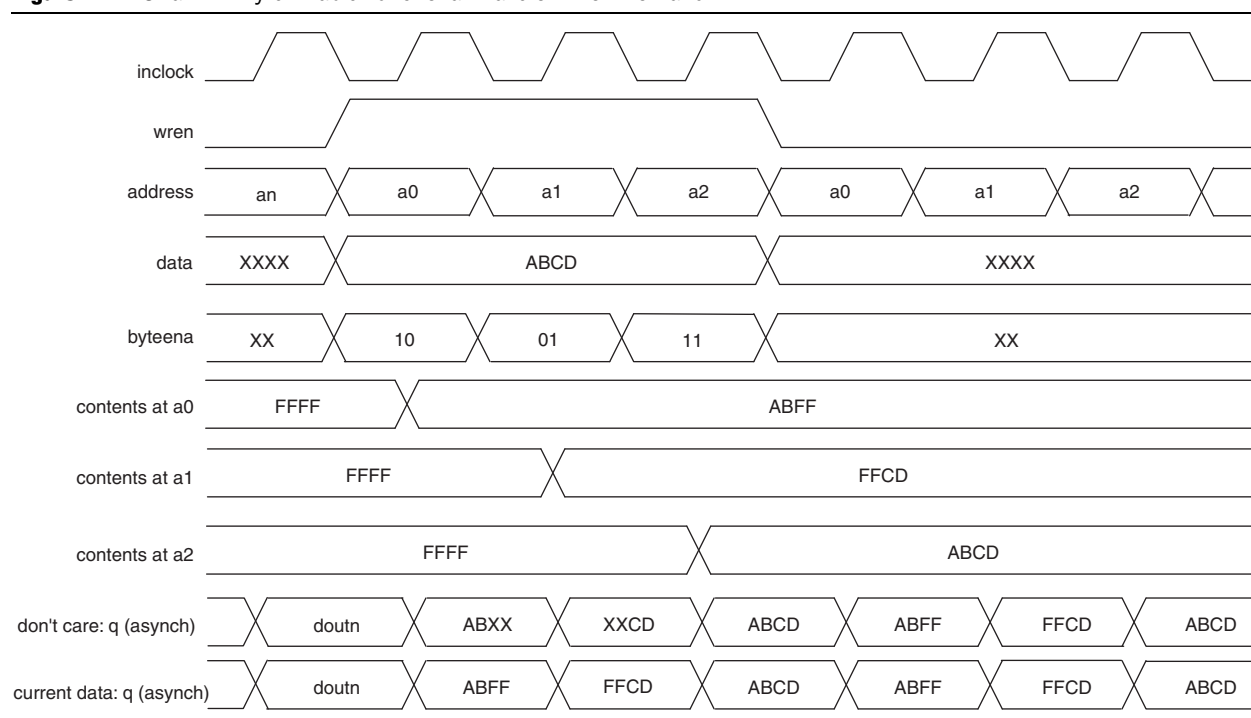 inclock
wren
address an a0 a1 a2 a0 a1 a2
data XXXX ABCD XXXX
byteena XX 10 01 11 XX
contents at a0 FFFF ABFF
contents at a1 FFFF FFCD
contents at a2 FFFF ABCD
don't care: q (asynch) doutn ABXX XXCD ABCD ABFF FFCD ABCD
current data: q (asynch) doutn ABFF FFCD ABCD ABFF FFCD ABCD